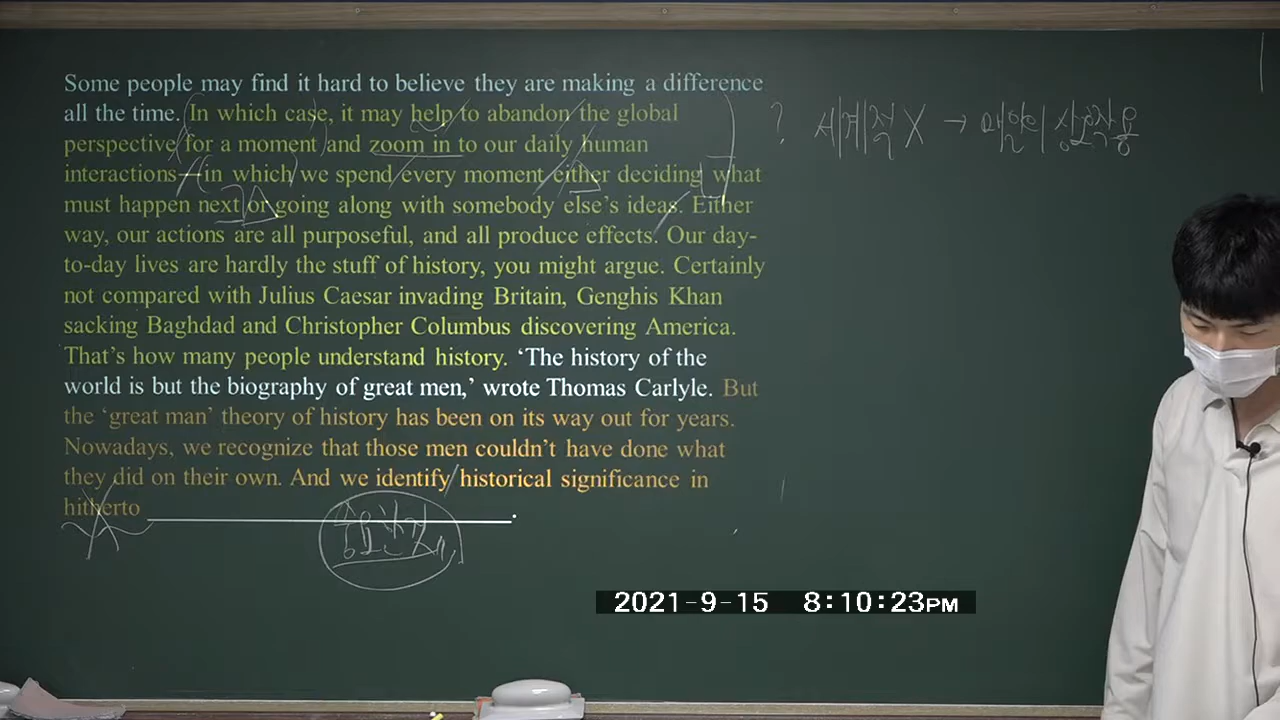 Some people may find it hard to believe they are making a difference
all the time. In which case, it may help to abandon the global
perspective for a moment and zoom in to our daily human
interactions—in which we spend every moment either deciding what
must happen next or going along with somebody else's ideas. Either
way, our actions are all purposeful, and all produce effects. Our day-
to-day lives are hardly the stuff of history, you might argue. Certainly
not compared with Julius Caesar invading Britain, Genghis Khan
sacking Baghdad and Christopher Columbus discovering America.
That's how many people understand history. 'The history of the
world is but the biography of great men,' wrote Thomas Carlyle. But
the 'great man' theory of history has been on its way out for years.
Nowadays, we recognize that those men couldn't have done what
they did on their own. And we identify historical significance in
hitherto
? 세계적 X → 매일의 상호작용
2021-9-15 8:10:23PM